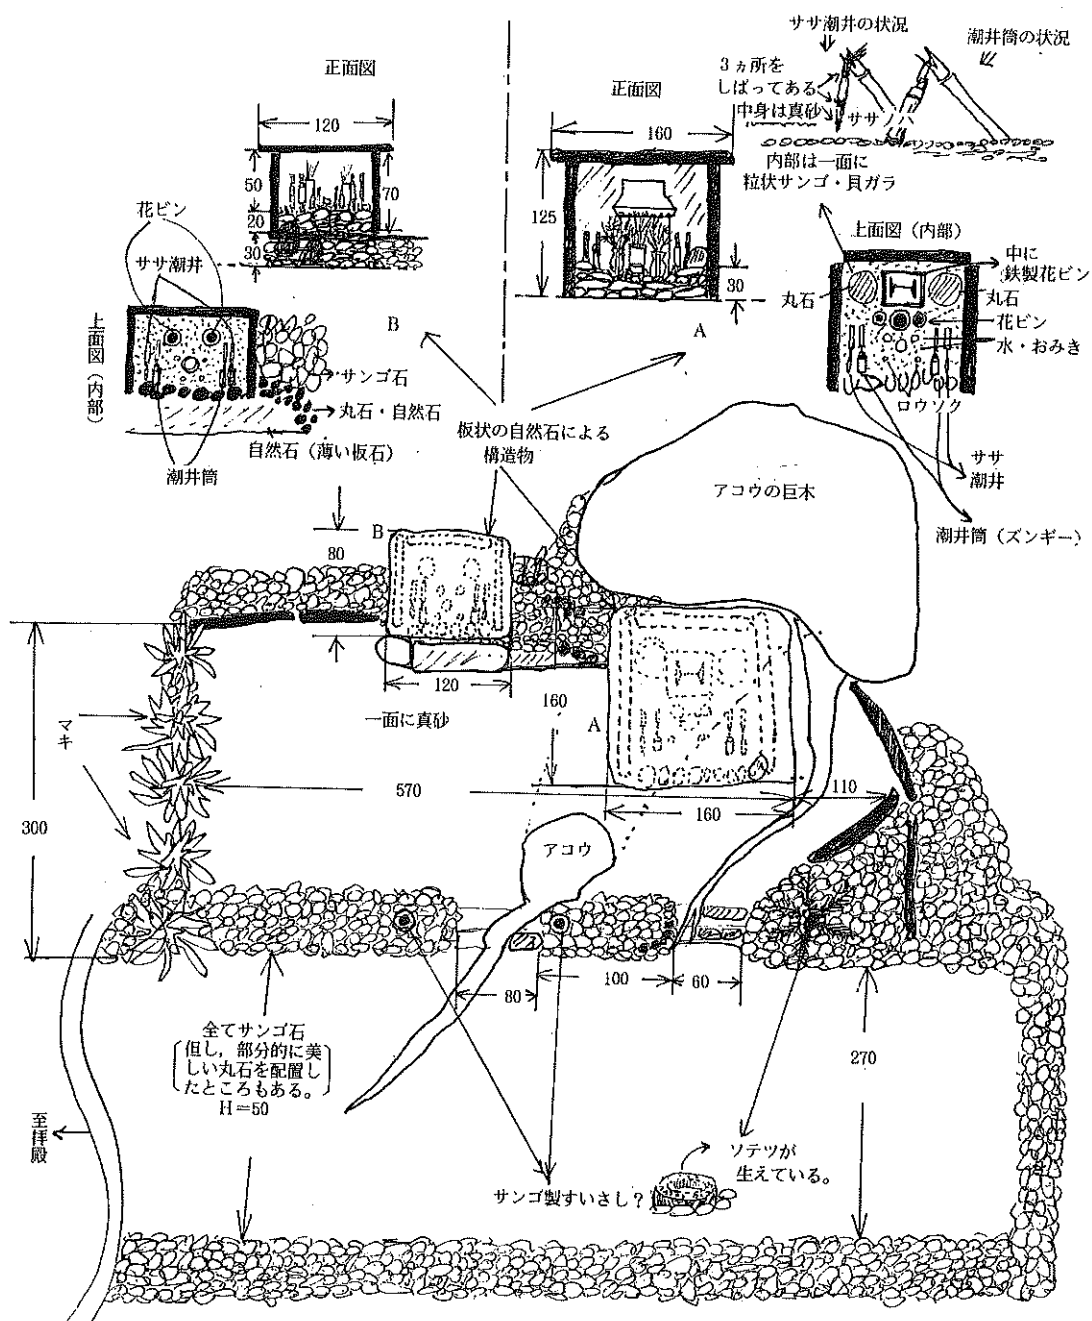 ササ潮井の状況
潮井筒の状況
正面図
正面図
3ヵ所を
しばってある
中身は真砂
ササ
120
160
50
20
30
70
125
30
内部は一面に
粒状サンゴ・貝ガラ
花ビン
ササ潮井
上面図（内部）
上面図（内部）
中に
鉄製花ビン
丸石
丸石
花ビン
水・おみき
ロウソク
B
A
サンゴ石
丸石・自然石
自然石（薄い板石）
潮井筒
板状の自然石による
構造物
ササ
潮井
潮井筒（ズンギー）
アコウの巨木
B
80
120
160
一面に真砂
マキ
A
570
110
160
300
アコウ
80
100
60
270
全てサンゴ石
但し，部分的に美
しい丸石を配置し
たところもある。
H=50
至拝殿
ソテツが
生えている。
サンゴ製すいさし？